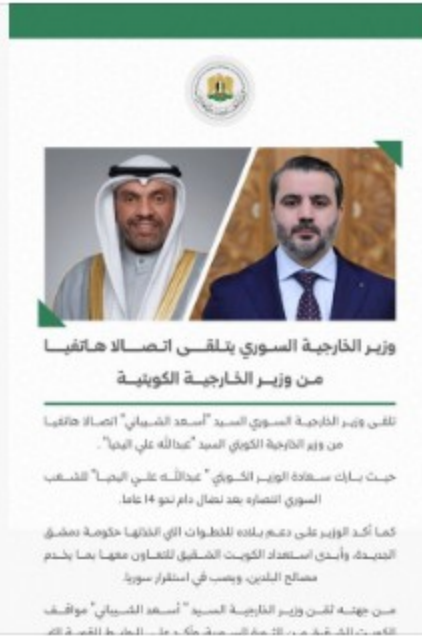 وزير الخارجية السوري يتلقى اتصالا هاتفيا
من وزير الخارجية الكويتية
تلقى وزير الخارجية السوري السيد "أسعد الشيباني" اتصالا هاتفيا
من وزير الخارجية الكويتي السيد "عبدالله علي اليحيا".
حيث بارك سعادة الوزير الكويتي "عبدالله علي اليحيا" للشعب
السوري انتصاره بعد نضال دام نحو 14 عاما.
كما أكد الوزير على دعم بلاده للخطوات التي اتخذتها حكومة دمشق
الجديدة، وأبدى استعداد الكويت الشقيق للتعاون معها بما يخدم
مصالح البلدين، ويصب في استقرار سوريا.
من جهته ثمن وزير الخارجية السيد "أسعد الشيباني" مواقف